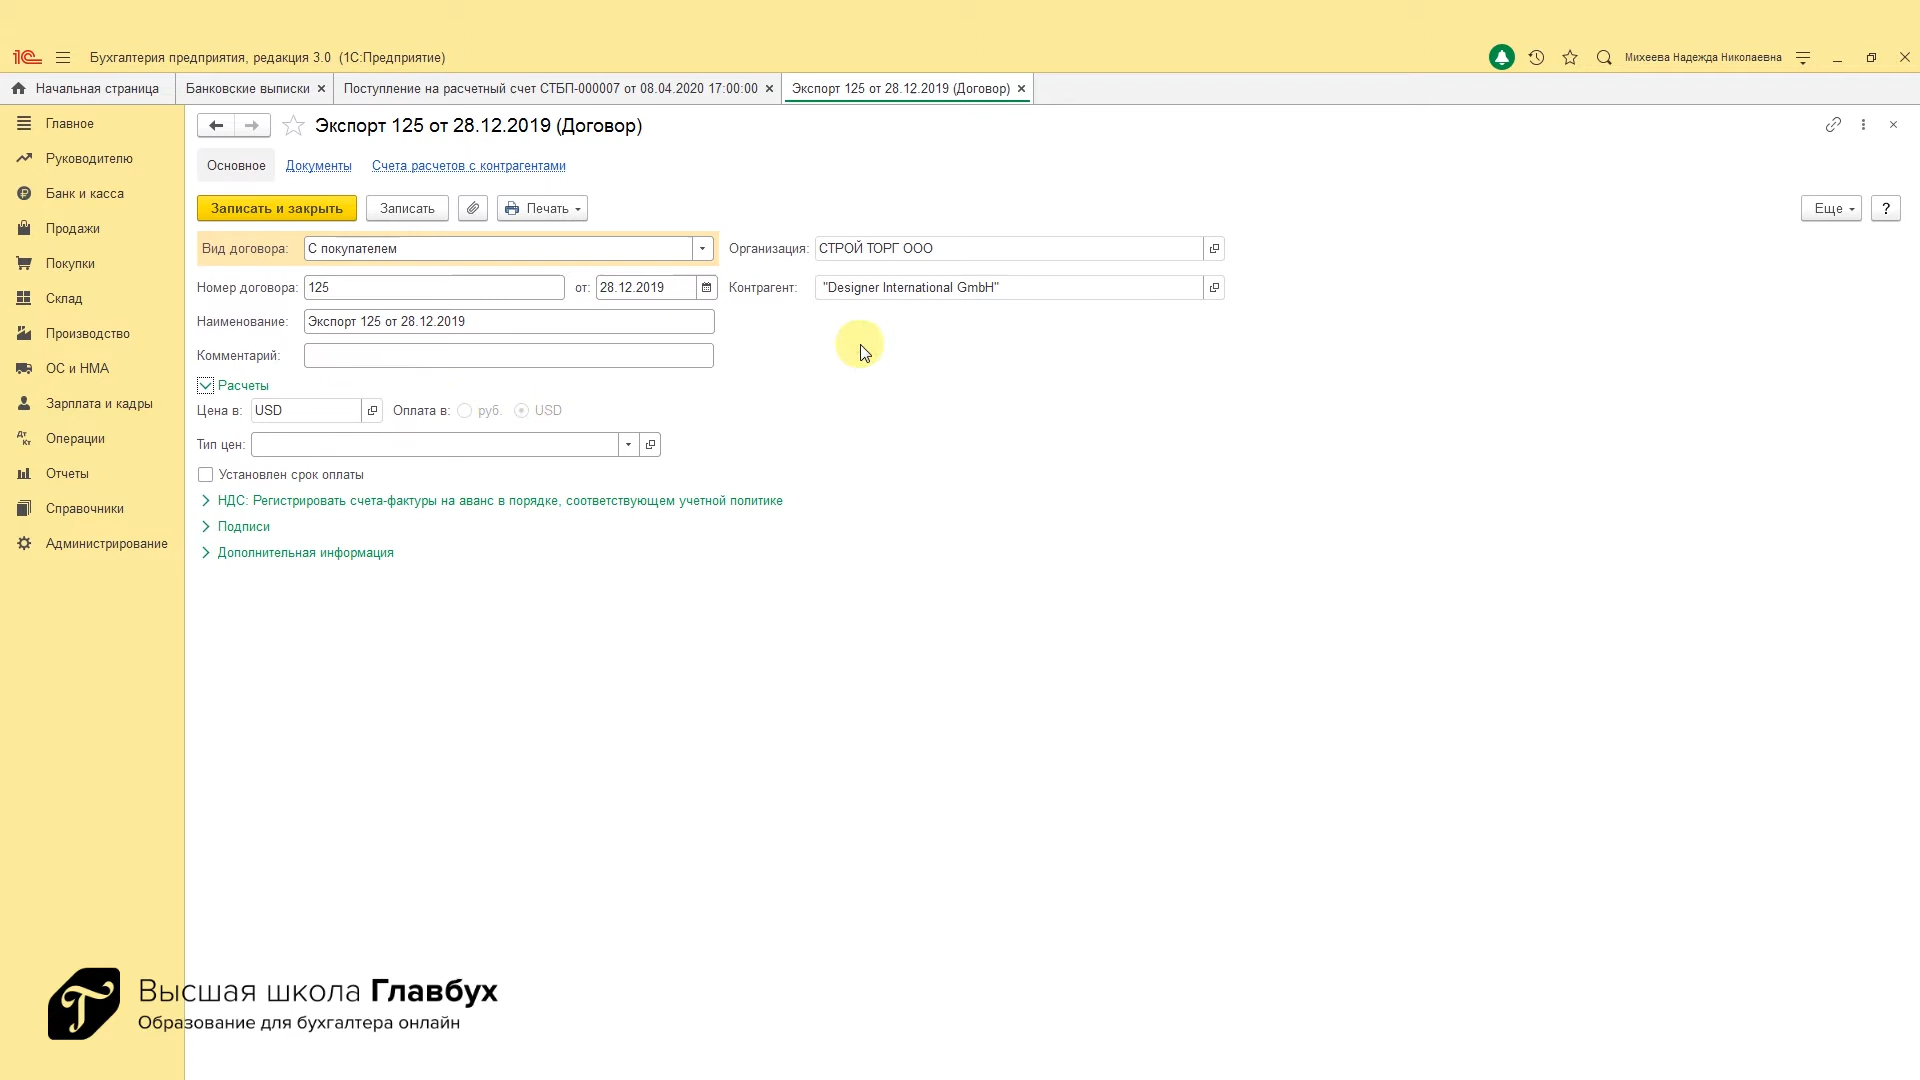 Бухгалтерия предприятия, редакция 3.0 (1С:Предприятие)
Михеева Надежда Николаевна
Начальная страница
Банковские выписки
Поступление на расчетный счет СТБП-000007 от 08.04.2020 17:00:00
Экспорт 125 от 28.12.2019 (Договор)
Главное
Руководителю
Банк и касса
Продажи
Покупки
Склад
Производство
ОС и НМА
Зарплата и кадры
Операции
Отчеты
Справочники
Администрирование
Экспорт 125 от 28.12.2019 (Договор)
Основное Документы Счета расчетов с контрагентами
Записать и закрыть Записать Печать Еще ?
Вид договора: С покупателем Организация: СТРОЙ ТОРГ ООО
Номер договора: 125 от: 28.12.2019 Контрагент: "Designer International GmbH"
Наименование: Экспорт 125 от 28.12.2019
Комментарий:
Расчеты
Цена в: USD Оплата в: руб. USD
Тип цен:
Установлен срок оплаты
НДС: Регистрировать счета-фактуры на аванс в порядке, соответствующем учетной политике
Подписи
Дополнительная информация
Высшая школа Главбух
Образование для бухгалтера онлайн